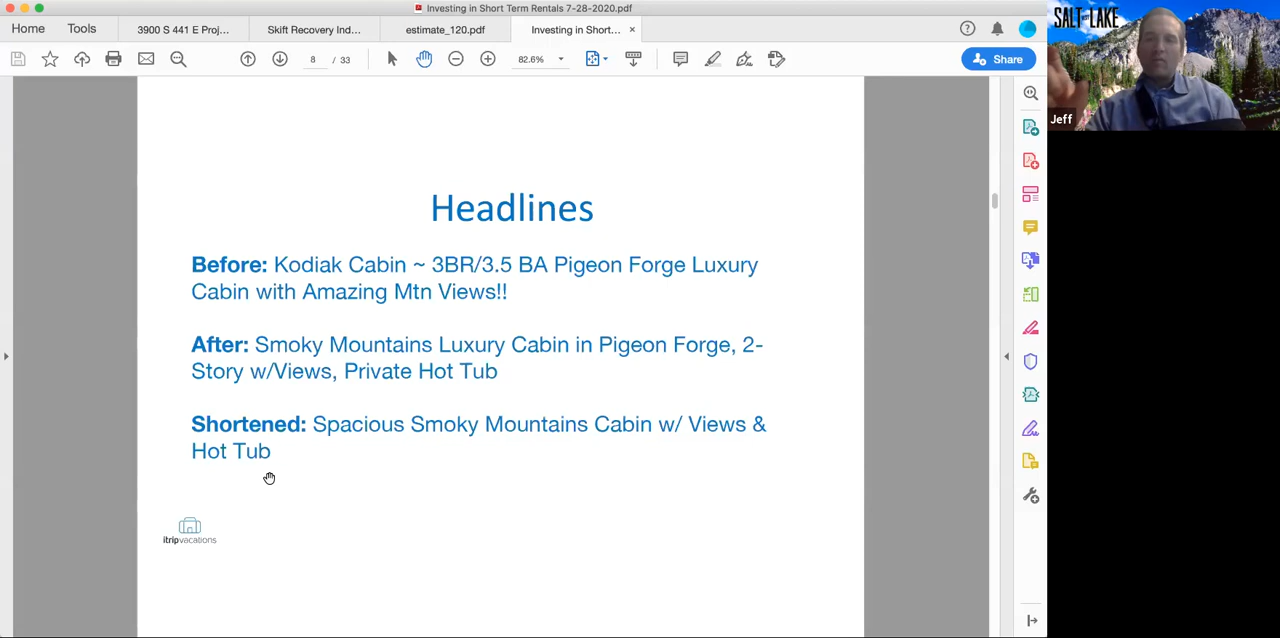 Investing in Short Term Rentals 7-28-2020.pdf
Home
Tools
3900 S 441 E Proj...
Skift Recovery Ind...
estimate_120.pdf
Investing in Short...
8 / 33
82.6%
Share
SALT LAKE
Jeff
Headlines
Before: Kodiak Cabin ~ 3BR/3.5 BA Pigeon Forge Luxury
Cabin with Amazing Mtn Views!!
After: Smoky Mountains Luxury Cabin in Pigeon Forge, 2-
Story w/Views, Private Hot Tub
Shortened: Spacious Smoky Mountains Cabin w/ Views &
Hot Tub
itripvacations